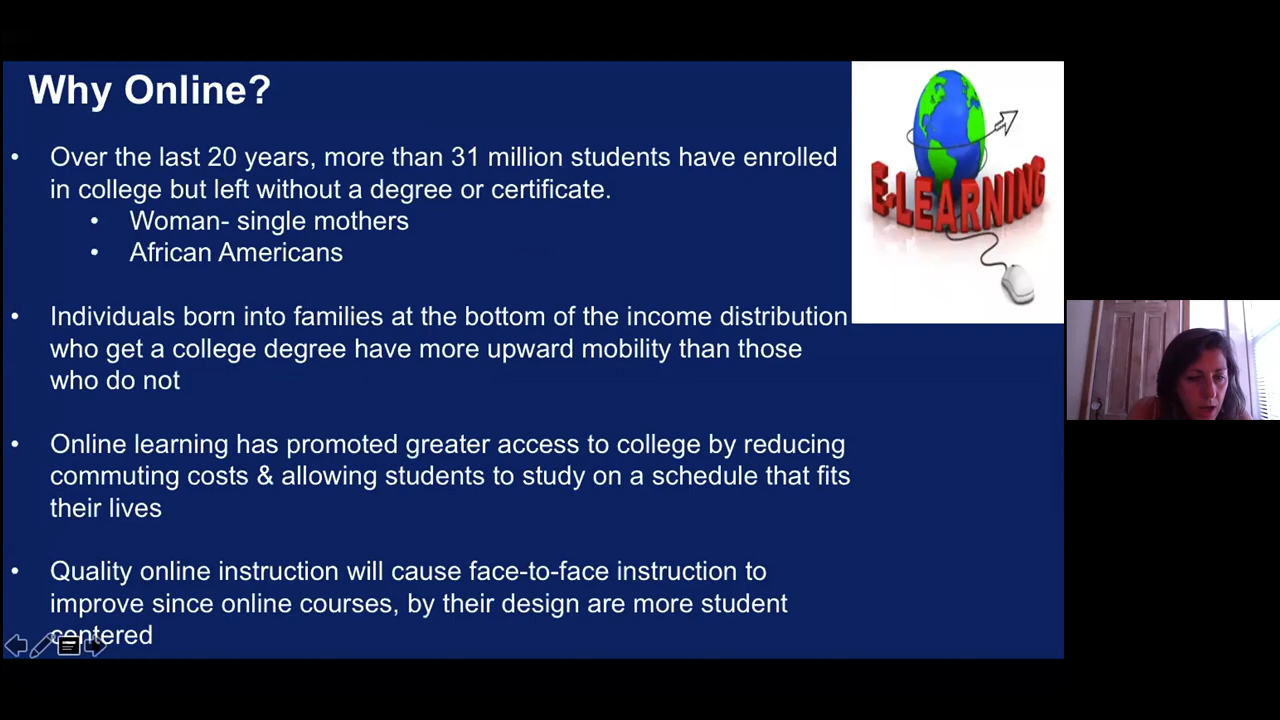 Why Online?
• Over the last 20 years, more than 31 million students have enrolled
in college but left without a degree or certificate.
• Woman- single mothers
• African Americans
• Individuals born into families at the bottom of the income distribution
who get a college degree have more upward mobility than those
who do not
• Online learning has promoted greater access to college by reducing
commuting costs & allowing students to study on a schedule that fits
their lives
• Quality online instruction will cause face-to-face instruction to
improve since online courses, by their design are more student
centered
E-LEARNING